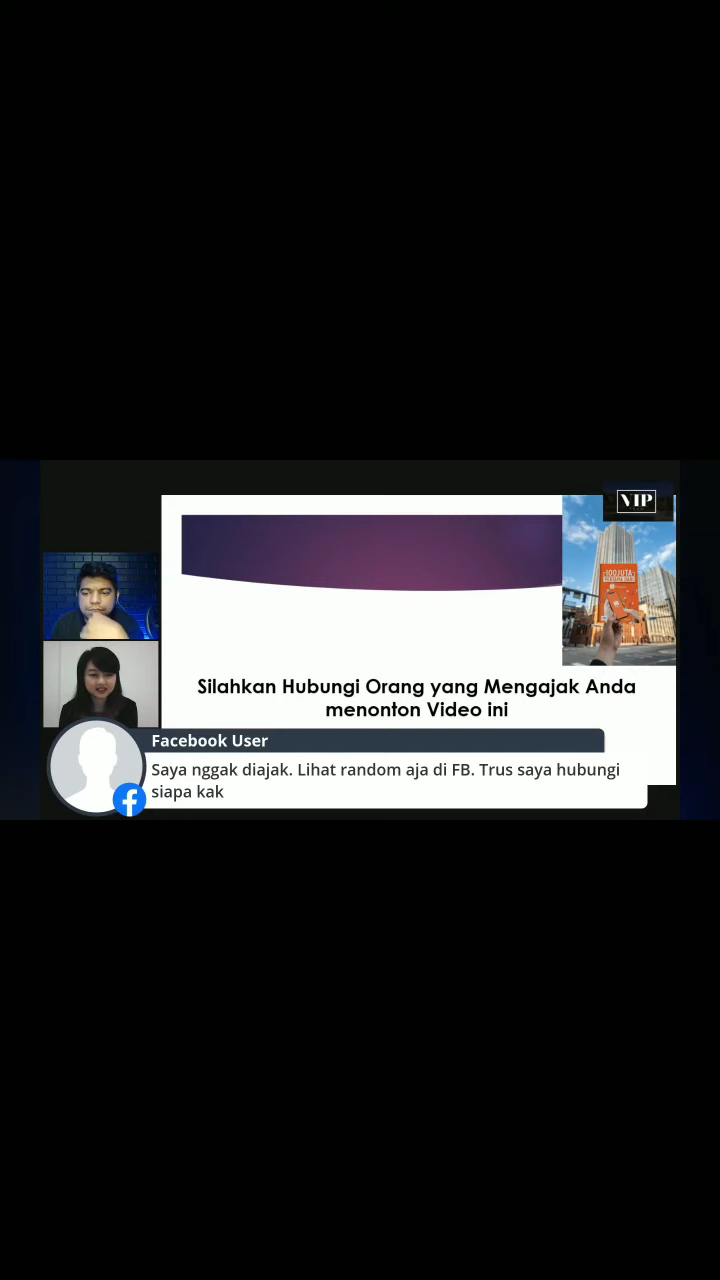 VIP
100JUTA
Silahkan Hubungi Orang yang Mengajak Anda
menonton Video ini
Facebook User
Saya nggak diajak. Lihat random aja di FB. Trus saya hubungi
siapa kak